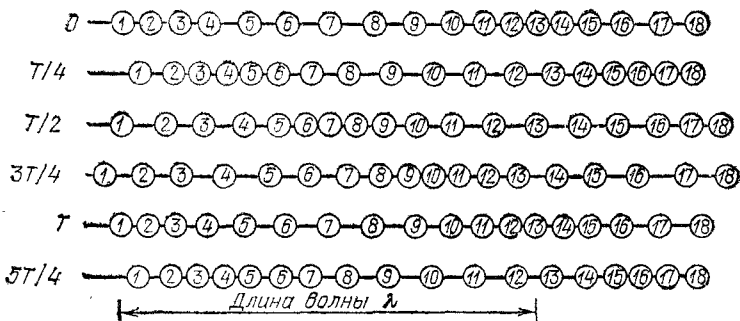 0 1 2 3 4 5 6 7 8 9 10 11 12 13 14 15 16 17 18
T/4 1 2 3 4 5 6 7 8 9 10 11 12 13 14 15 16 17 18
T/2 1 2 3 4 5 6 7 8 9 10 11 12 13 14 15 16 17 18
3T/4 1 2 3 4 5 6 7 8 9 10 11 12 13 14 15 16 17 18
T 1 2 3 4 5 6 7 8 9 10 11 12 13 14 15 16 17 18
5T/4 1 2 3 4 5 6 7 8 9 10 11 12 13 14 15 16 17 18
Длина волны λ